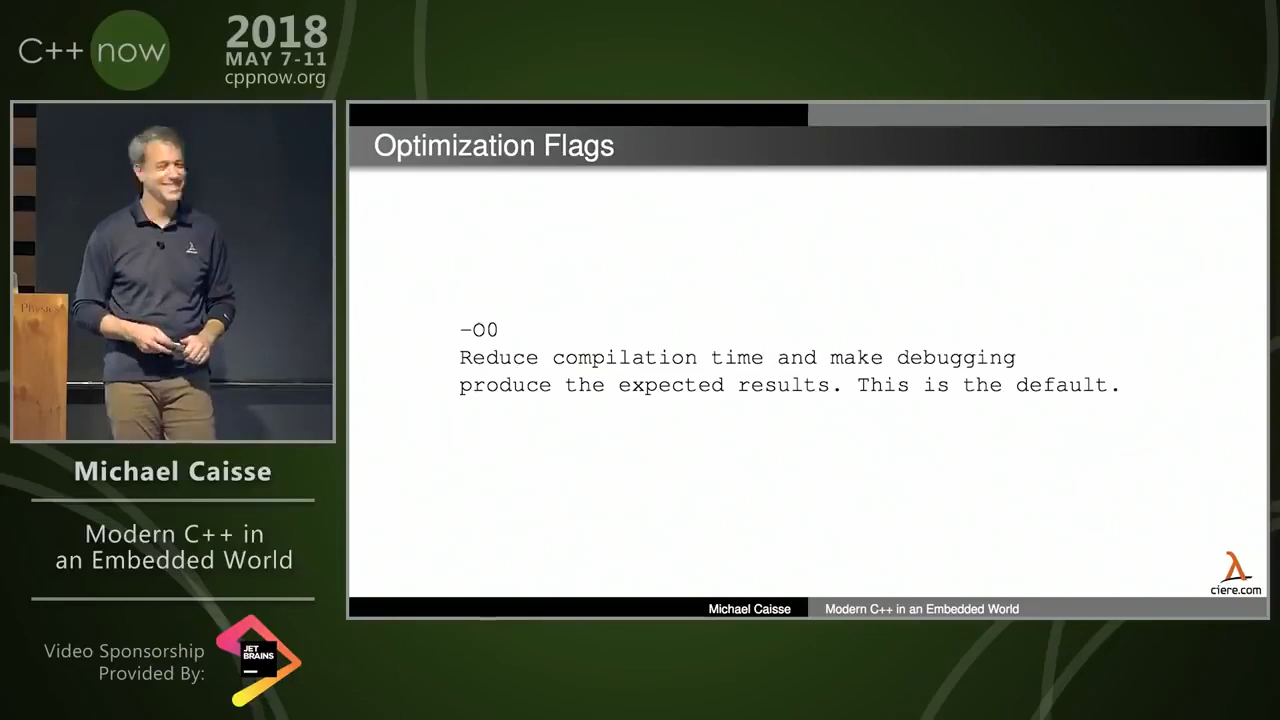 C++ now
2018
MAY 7-11
cppnow.org
Optimization Flags
Physics
-O0
Reduce compilation time and make debugging
produce the expected results. This is the default.
Michael Caisse
Modern C++ in
an Embedded World
Video Sponsorship
Provided By:
JET
BRAINS
λ
ciere.com
Michael Caisse
Modern C++ in an Embedded World